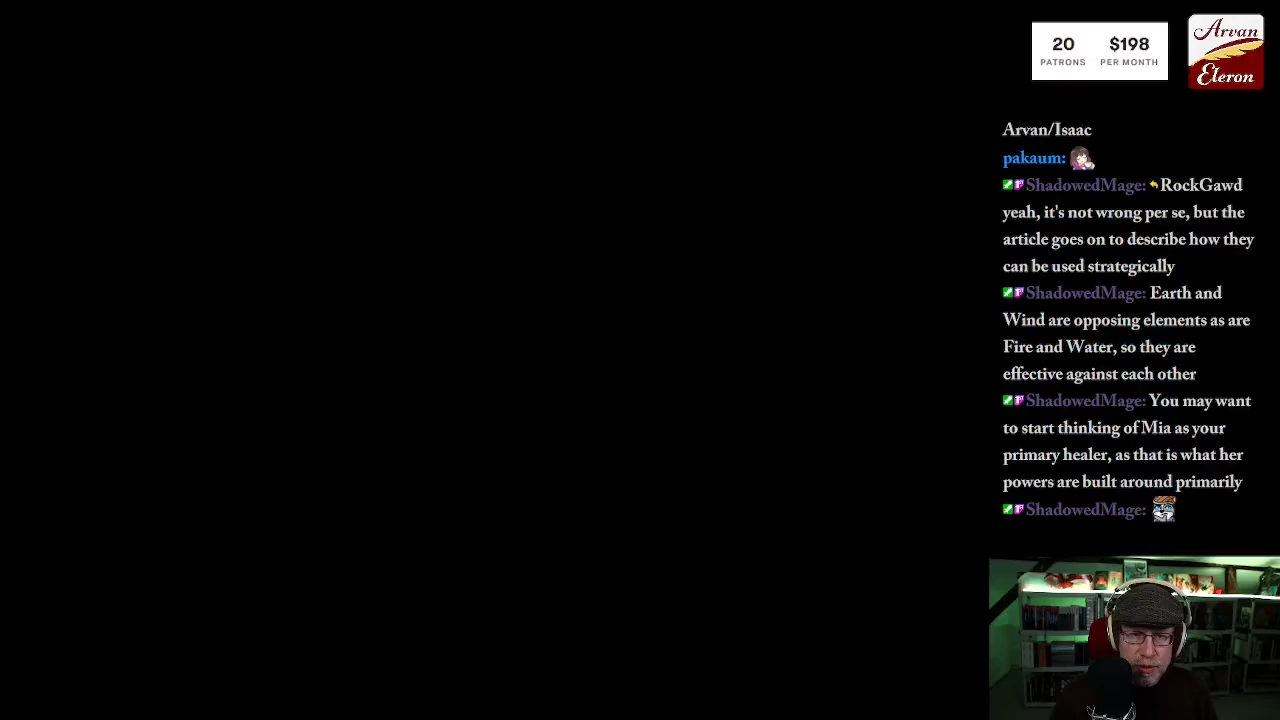 20 $198
PATRONS PER MONTH
Arvan
Eleron
Arvan/Isaac
pakaum:
ShadowedMage: RockGawd
yeah, it's not wrong per se, but the
article goes on to describe how they
can be used strategically
ShadowedMage: Earth and
Wind are opposing elements as are
Fire and Water, so they are
effective against each other
ShadowedMage: You may want
to start thinking of Mia as your
primary healer, as that is what her
powers are built around primarily
ShadowedMage: